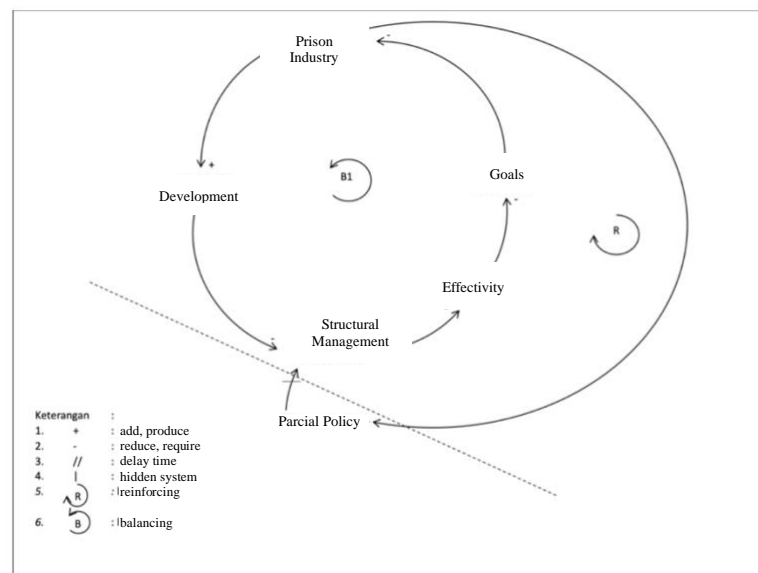 Prison
Industry
-
+
B1
Goals
Development
-
R
Effectivity
Structural
Management
-
Parcial Policy
Keterangan :
1. + : add, produce
2. - : reduce, require
3. // : delay time
4. | : hidden system
5. R : reinforcing
6. B : balancing